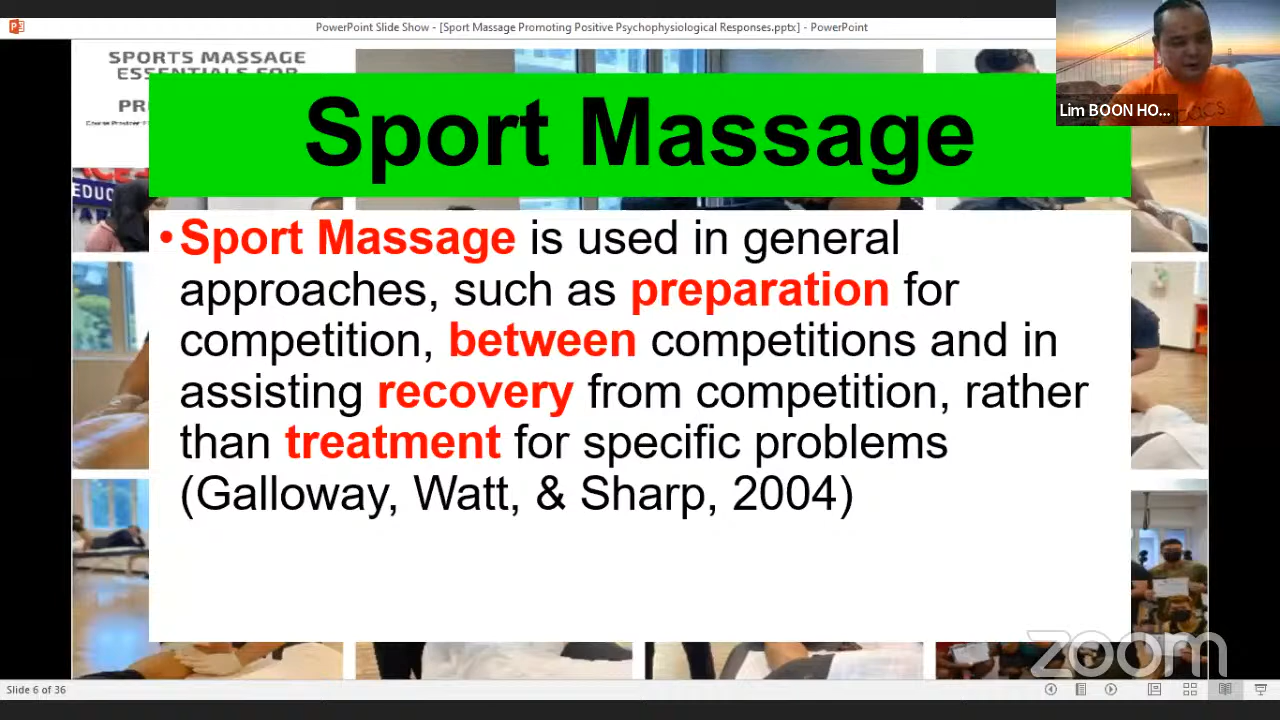 PowerPoint Slide Show - [Sport Massage Promoting Positive Psychophysiological Responses.pptx] - PowerPoint
SPORTS MASSAGE
ESSENTIALS FOR
Lim BOON HO...
Sport Massage
•Sport Massage is used in general
approaches, such as preparation for
competition, between competitions and in
assisting recovery from competition, rather
than treatment for specific problems
(Galloway, Watt, & Sharp, 2004)
zoom
Slide 6 of 36